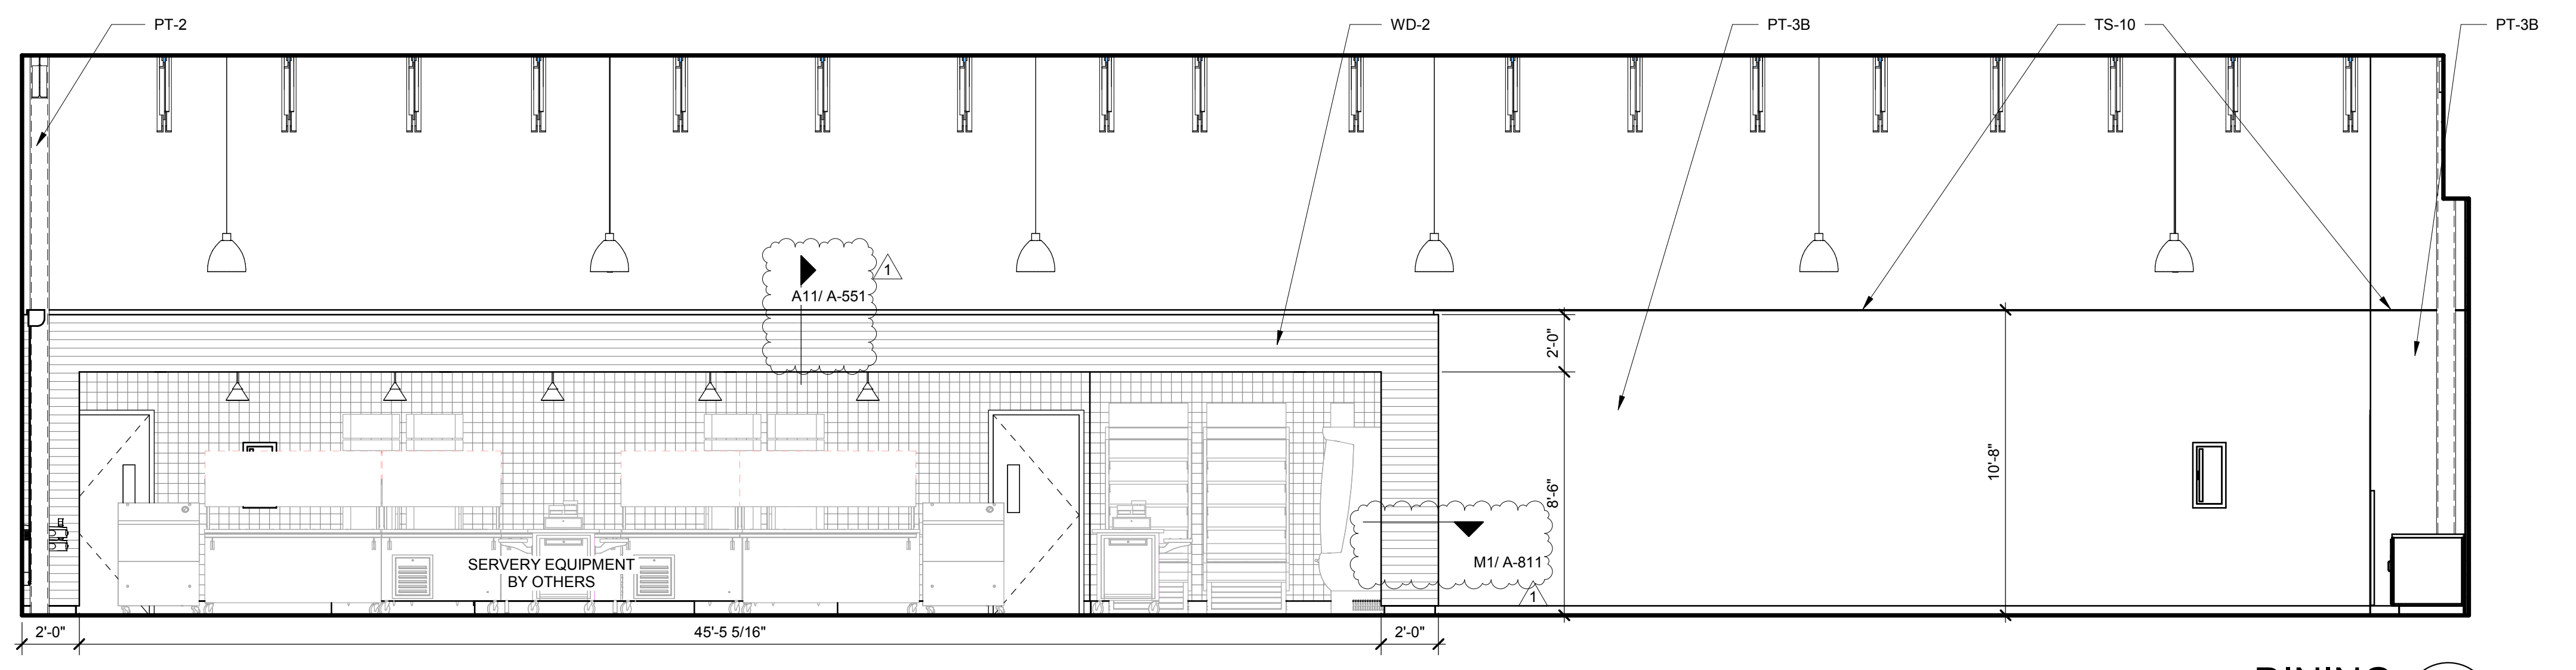 PT-2
WD-2
PT-3B
TS-10
PT-3B
1
A11/ A-551
2'-0"
8'-6"
10'-8"
SERVERY EQUIPMENT
BY OTHERS
M1/ A-811
1
2'-0"
45'-5 5/16"
2'-0"